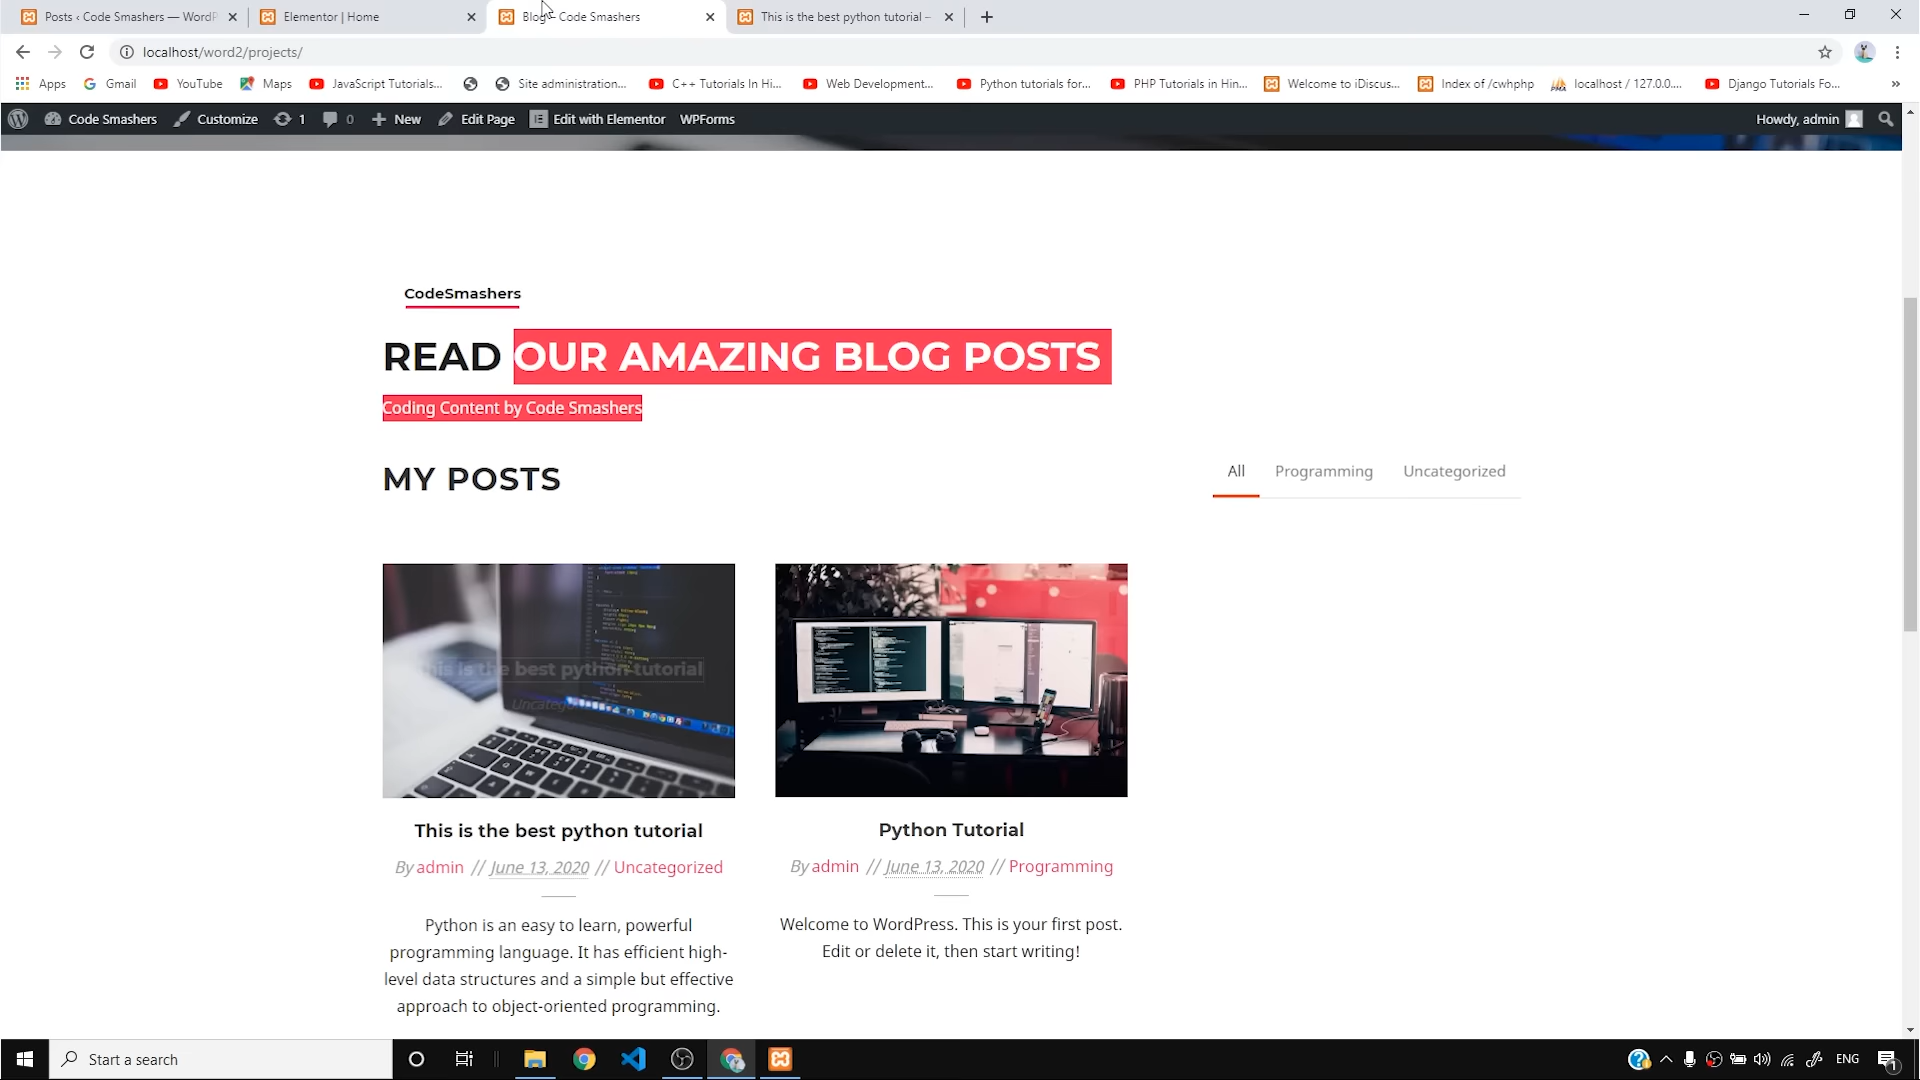 Posts ‹ Code Smashers — WordP
Elementor | Home
Blog – Code Smashers
This is the best python tutorial –
localhost/word2/projects/
Apps
Gmail
YouTube
Maps
JavaScript Tutorials...
Site administration...
C++ Tutorials In Hi...
Web Development...
Python tutorials for...
PHP Tutorials in Hin...
Welcome to iDiscus...
Index of /cwhphp
localhost / 127.0.0....
Django Tutorials Fo...
»
Code Smashers
Customize
1
0
New
Edit Page
Edit with Elementor
WPForms
Howdy, admin
CodeSmashers
READ OUR AMAZING BLOG POSTS
Coding Content by Code Smashers
MY POSTS
All
Programming
Uncategorized
This is the best python tutorial
This is the best python tutorial
By admin // June 13, 2020 // Uncategorized
Python is an easy to learn, powerful
programming language. It has efficient high-
level data structures and a simple but effective
approach to object-oriented programming.
Python Tutorial
By admin // June 13, 2020 // Programming
Welcome to WordPress. This is your first post.
Edit or delete it, then start writing!
Start a search
ENG
1